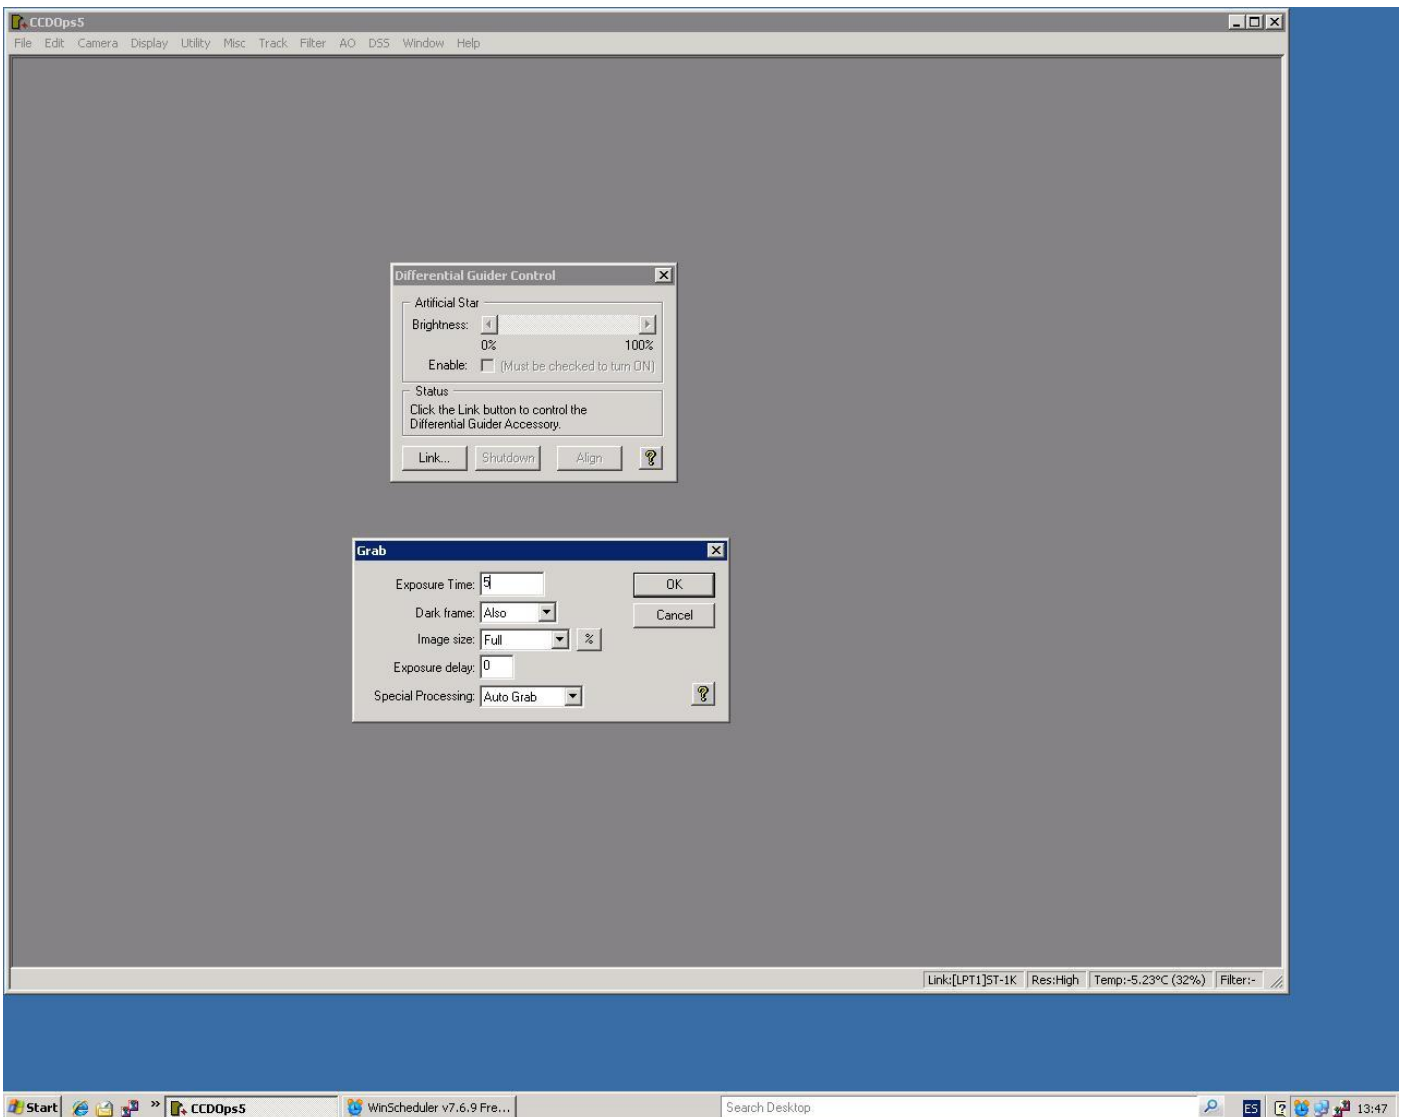 CCDOps5
File Edit Camera Display Utility Misc Track Filter AO DSS Window Help
Differential Guider Control
Artificial Star
Brightness:
0% 100%
Enable: (Must be checked to turn ON)
Status
Click the Link button to control the
Differential Guider Accessory.
Link... Shutdown Align ?
Grab
Exposure Time: 5 OK
Dark frame: Also Cancel
Image size: Full %
Exposure delay: 0
Special Processing: Auto Grab ?
Link:[LPT1]ST-1K Res:High Temp:-5.23ºC (32%) Filter:-
Start » CCDOps5 WinScheduler v7.6.9 Fre... Search Desktop ES ? 13:47